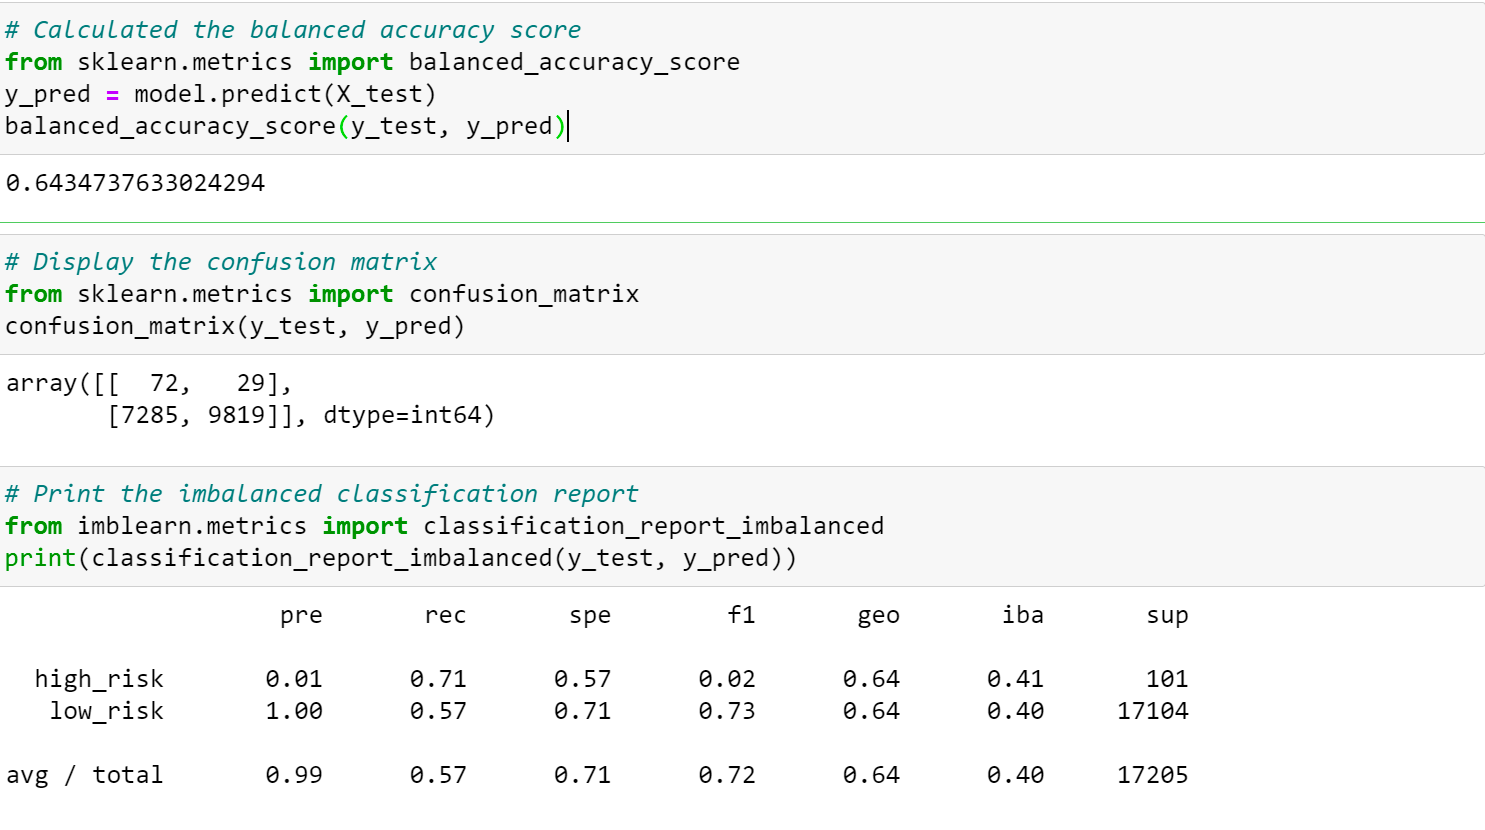 # Calculated the balanced accuracy score
from sklearn.metrics import balanced_accuracy_score
y_pred = model.predict(X_test)
balanced_accuracy_score(y_test, y_pred)
0.6434737633024294
# Display the confusion matrix
from sklearn.metrics import confusion_matrix
confusion_matrix(y_test, y_pred)
array([[  72,   29],
       [7285, 9819]], dtype=int64)
# Print the imbalanced classification report
from imblearn.metrics import classification_report_imbalanced
print(classification_report_imbalanced(y_test, y_pred))
                   pre       rec       spe        f1       geo       iba       sup
  high_risk       0.01      0.71      0.57      0.02      0.64      0.41       101
   low_risk       1.00      0.57      0.71      0.73      0.64      0.40     17104
avg / total       0.99      0.57      0.71      0.72      0.64      0.40     17205